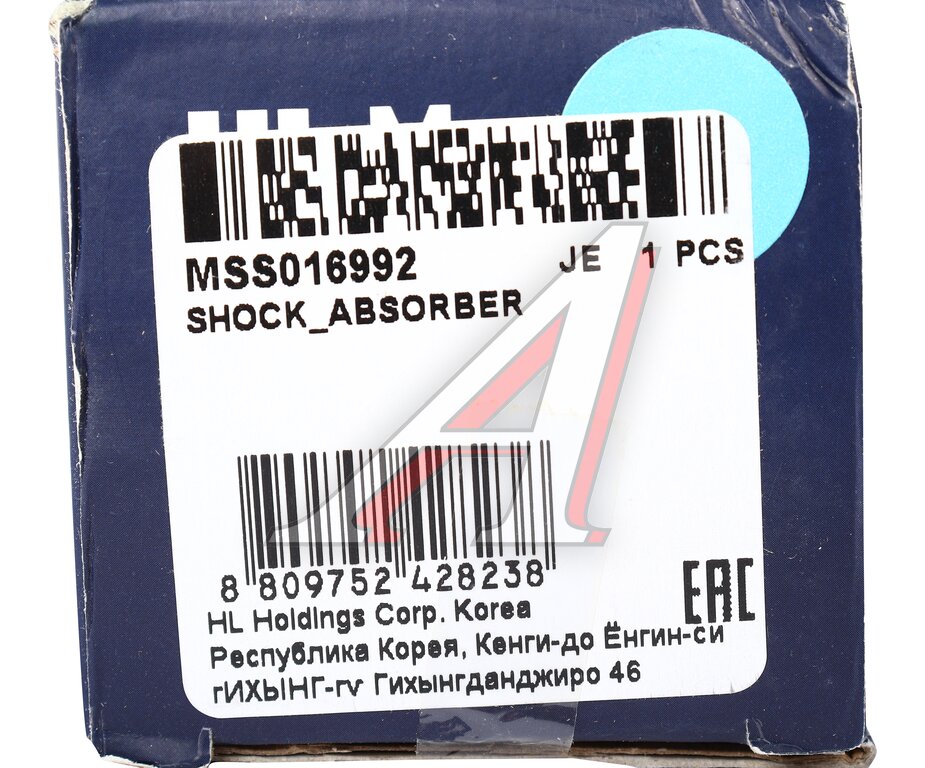 MSS016992 JE 1 PCS
SHOCK_ABSORBER
8 809752 428238
EAC
HL Holdings Corp. Korea
Республика Корея, Кенги-до Ёнгин-си
гИХЫНГ-гv Гихынгданджиро 46